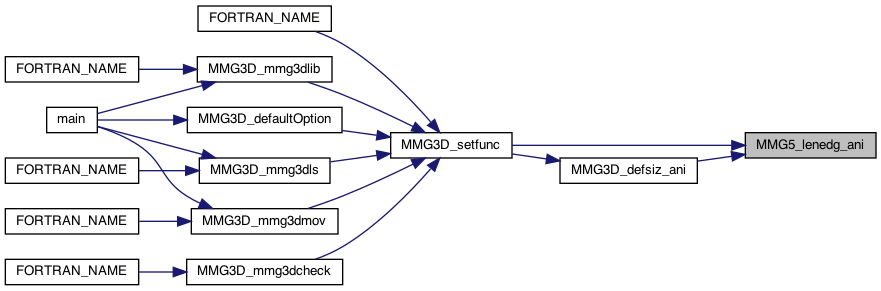 FORTRAN_NAME
FORTRAN_NAME
MMG3D_mmg3dlib
main
MMG3D_defaultOption
MMG3D_setfunc
MMG5_lenedg_ani
FORTRAN_NAME
MMG3D_mmg3dls
MMG3D_defsiz_ani
FORTRAN_NAME
MMG3D_mmg3dmov
FORTRAN_NAME
MMG3D_mmg3dcheck